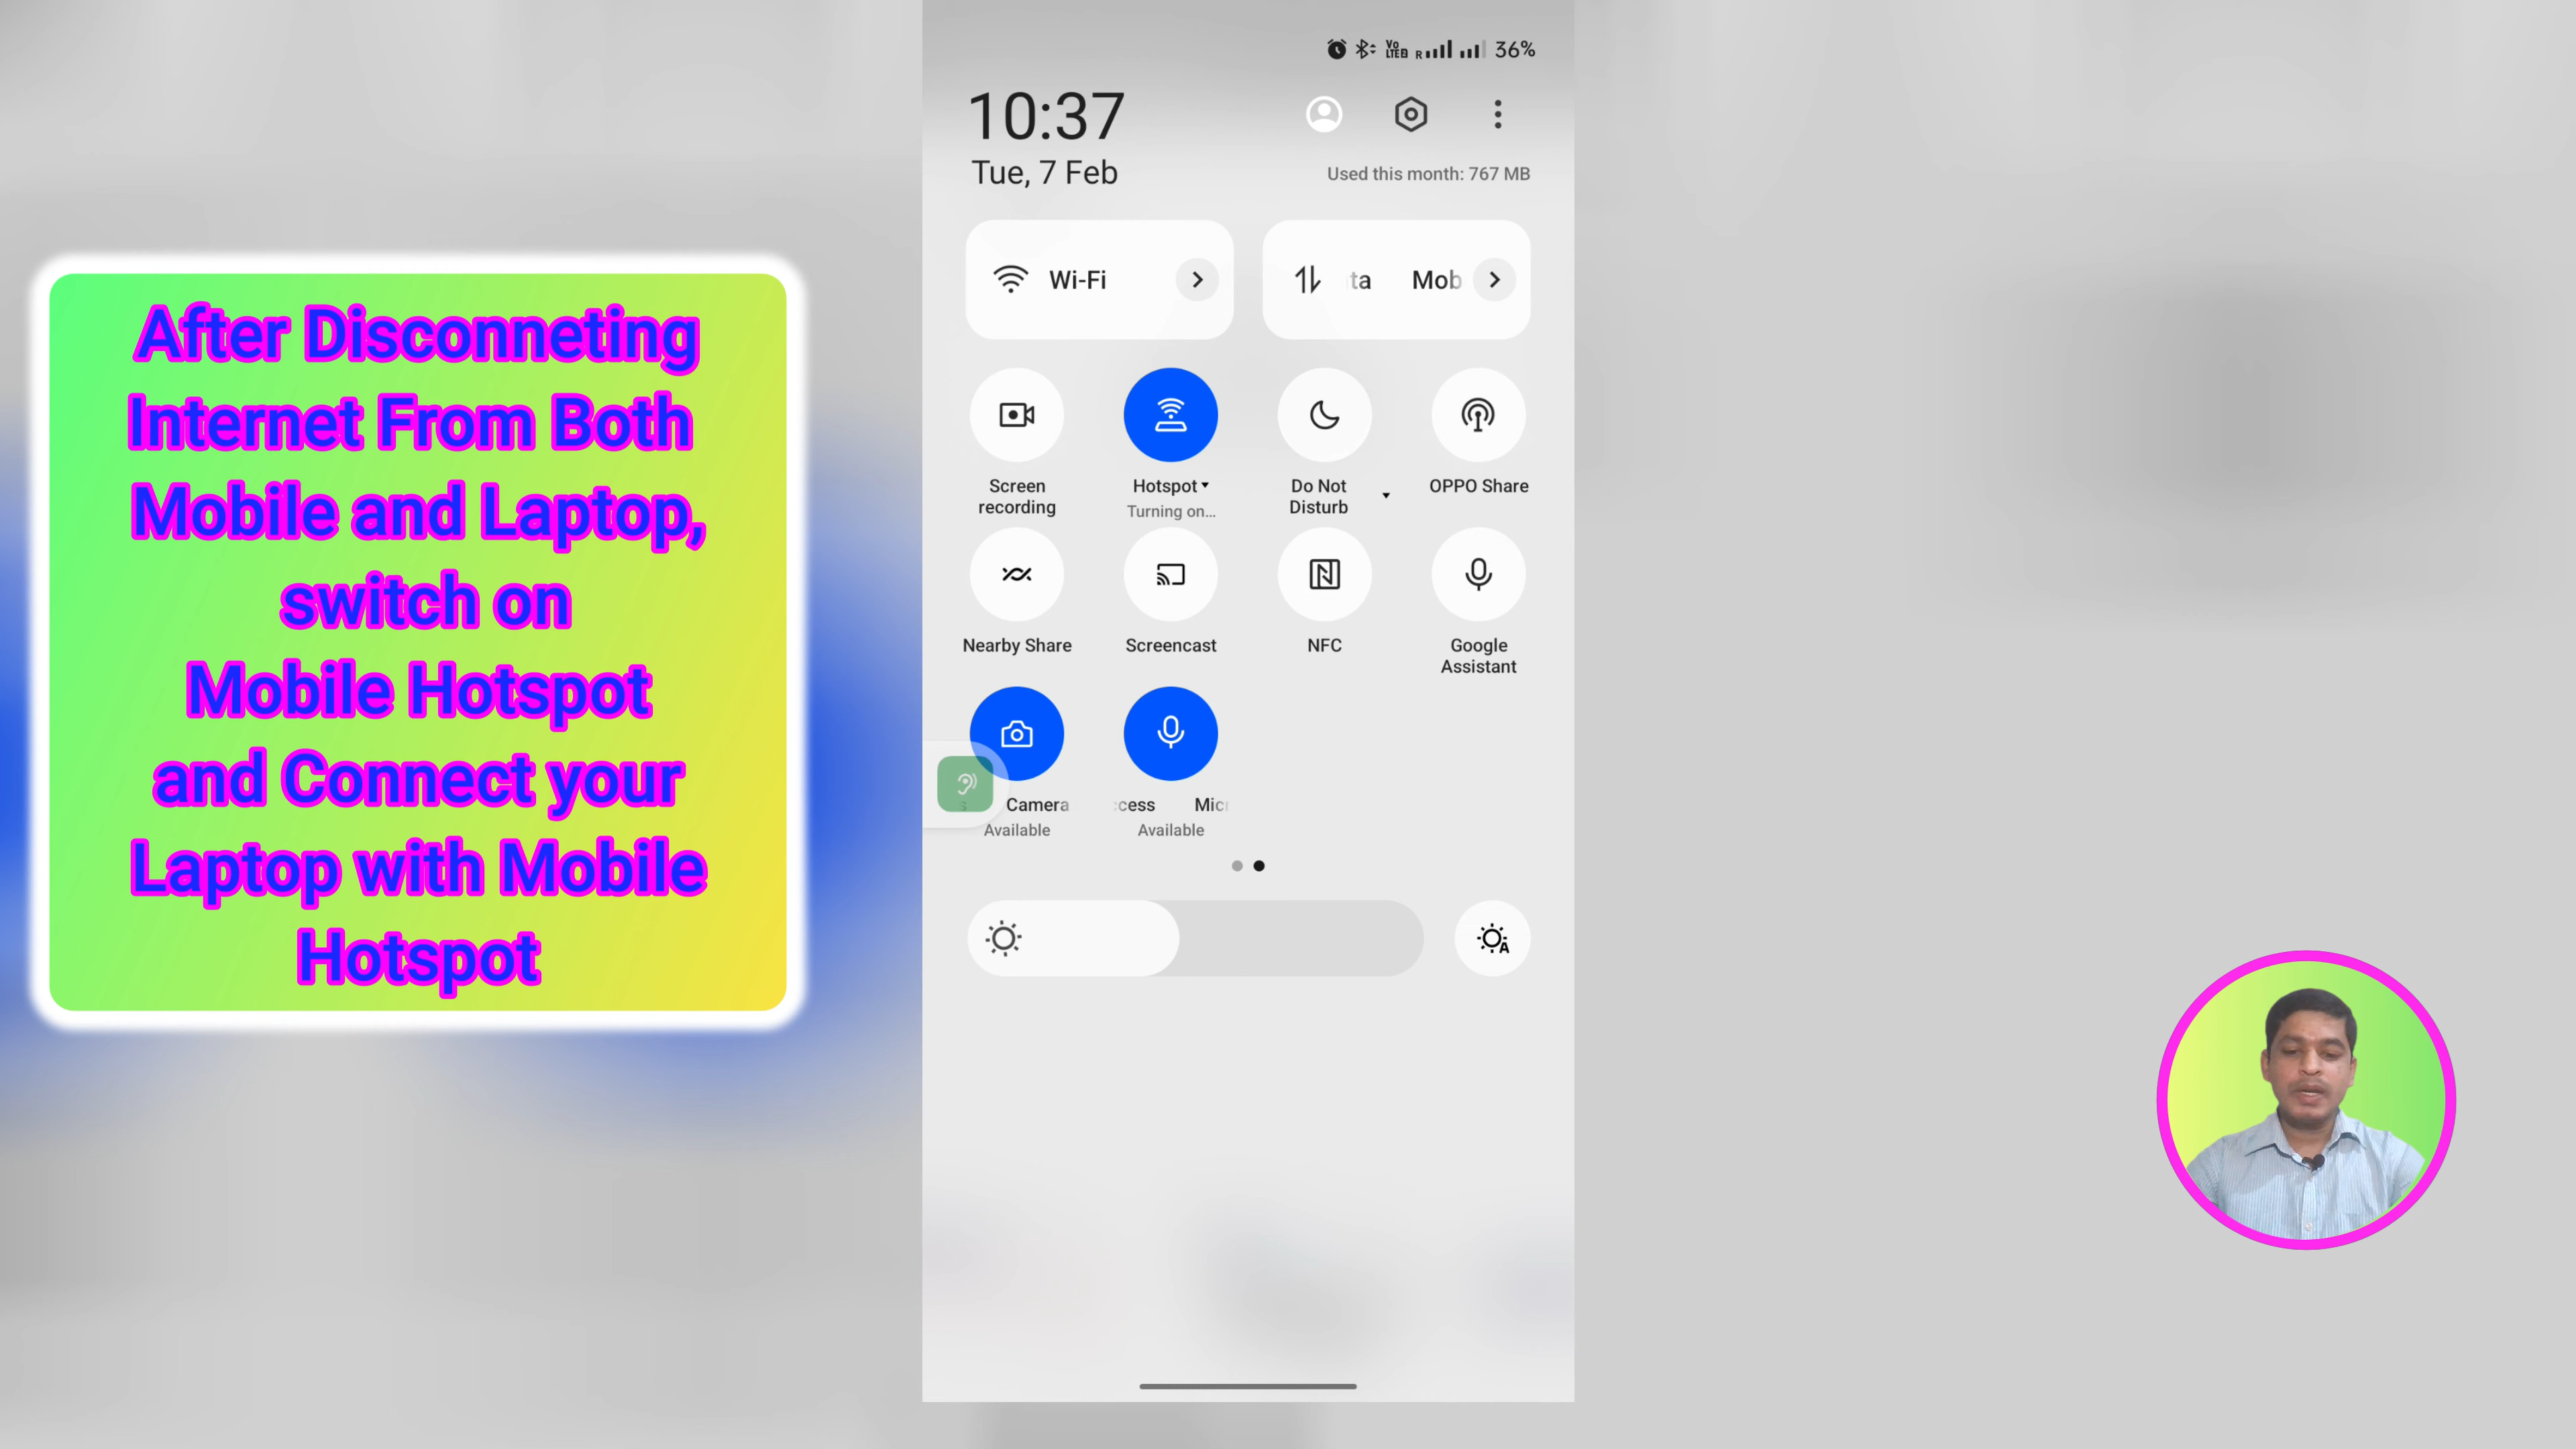 After Disconneting
Internet From Both
Mobile and Laptop,
switch on
Mobile Hotspot
and Connect your
Laptop with Mobile
Hotspot
36%
10:37
Tue, 7 Feb
Used this month: 767 MB
Wi-Fi
ta Mob
Screen
recording
Hotspot
Turning on...
Do Not
Disturb
OPPO Share
Nearby Share
Screencast
NFC
Google
Assistant
Camera
Available
cess Mic
Available